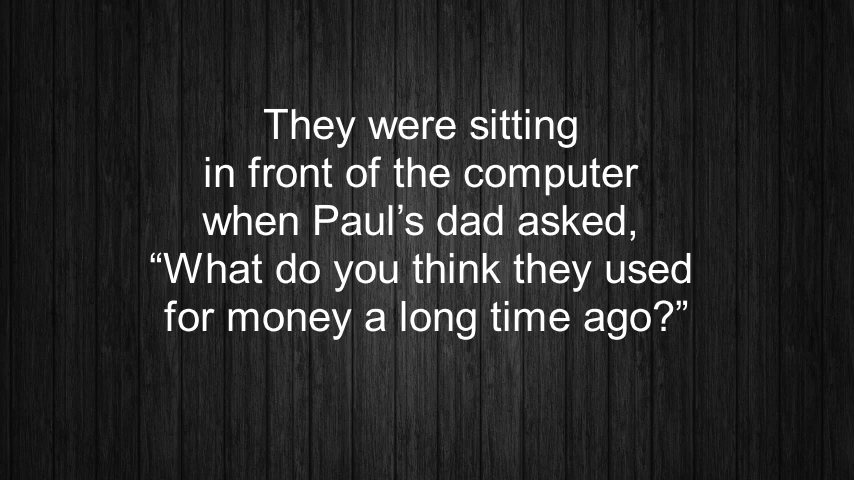 They were sitting
in front of the computer
when Paul’s dad asked,
“What do you think they used
for money a long time ago?”